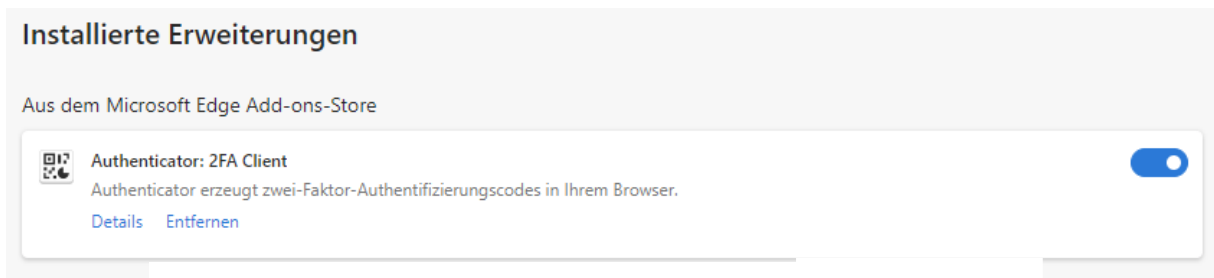 Installierte Erweiterungen
Aus dem Microsoft Edge Add-ons-Store
Authenticator: 2FA Client
Authenticator erzeugt zwei-Faktor-Authentifizierungscodes in Ihrem Browser.
Details Entfernen